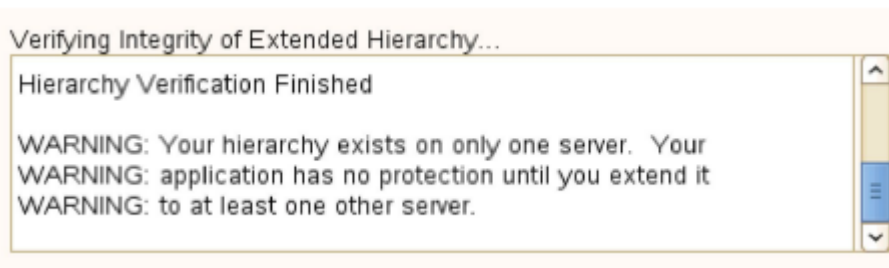 Verifying Integrity of Extended Hierarchy...
Hierarchy Verification Finished
WARNING: Your hierarchy exists on only one server.  Your
WARNING: application has no protection until you extend it
WARNING: to at least one other server.